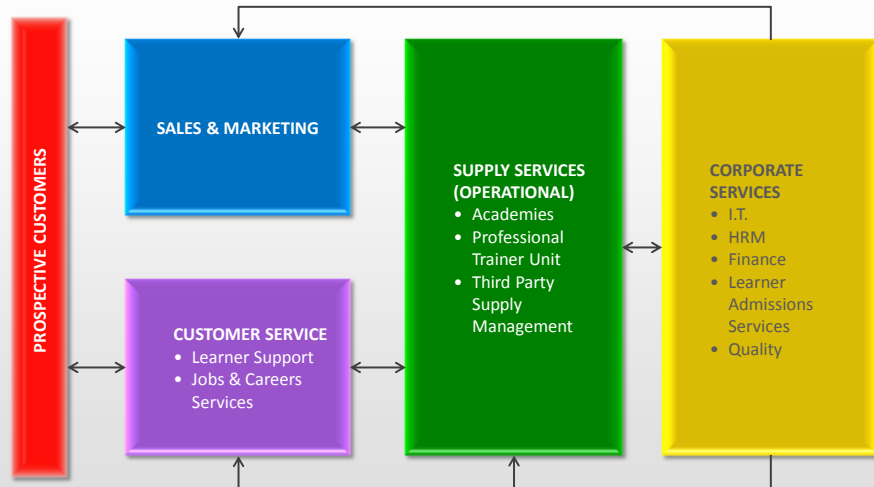 PROSPECTIVE CUSTOMERS
SALES & MARKETING
CUSTOMER SERVICE
• Learner Support
• Jobs & Careers
Services
SUPPLY SERVICES
(OPERATIONAL)
• Academies
• Professional
Trainer Unit
• Third Party
Supply
Management
CORPORATE
SERVICES
• I.T.
• HRM
• Finance
• Learner
Admissions
Services
• Quality